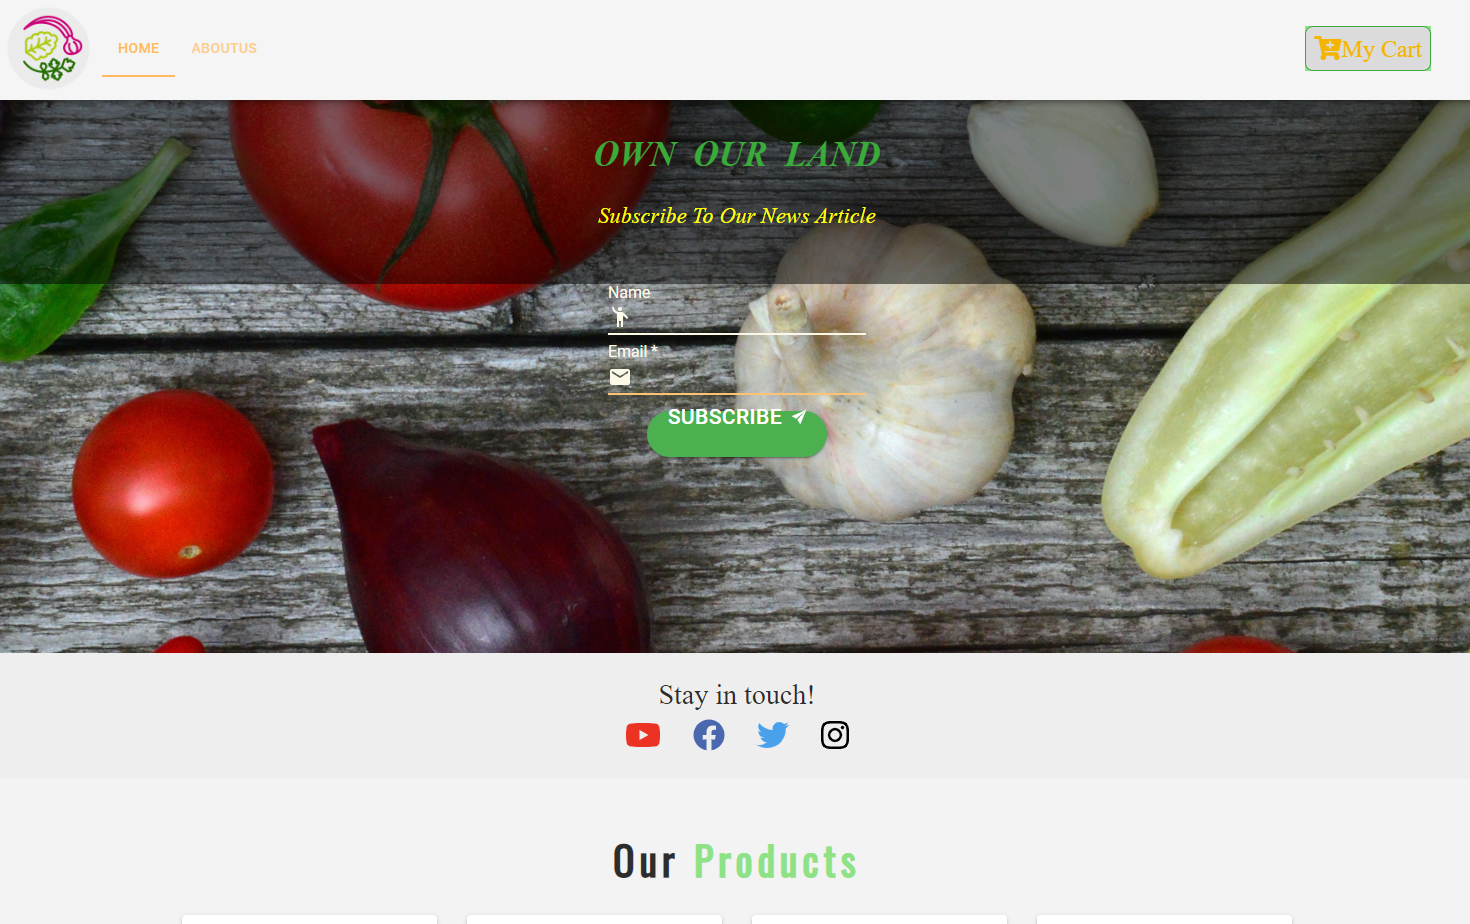 HOME ABOUTUS My Cart
OWN OUR LAND
Subscribe To Our News Article
Name
Email *
SUBSCRIBE
Stay in touch!
Our Products